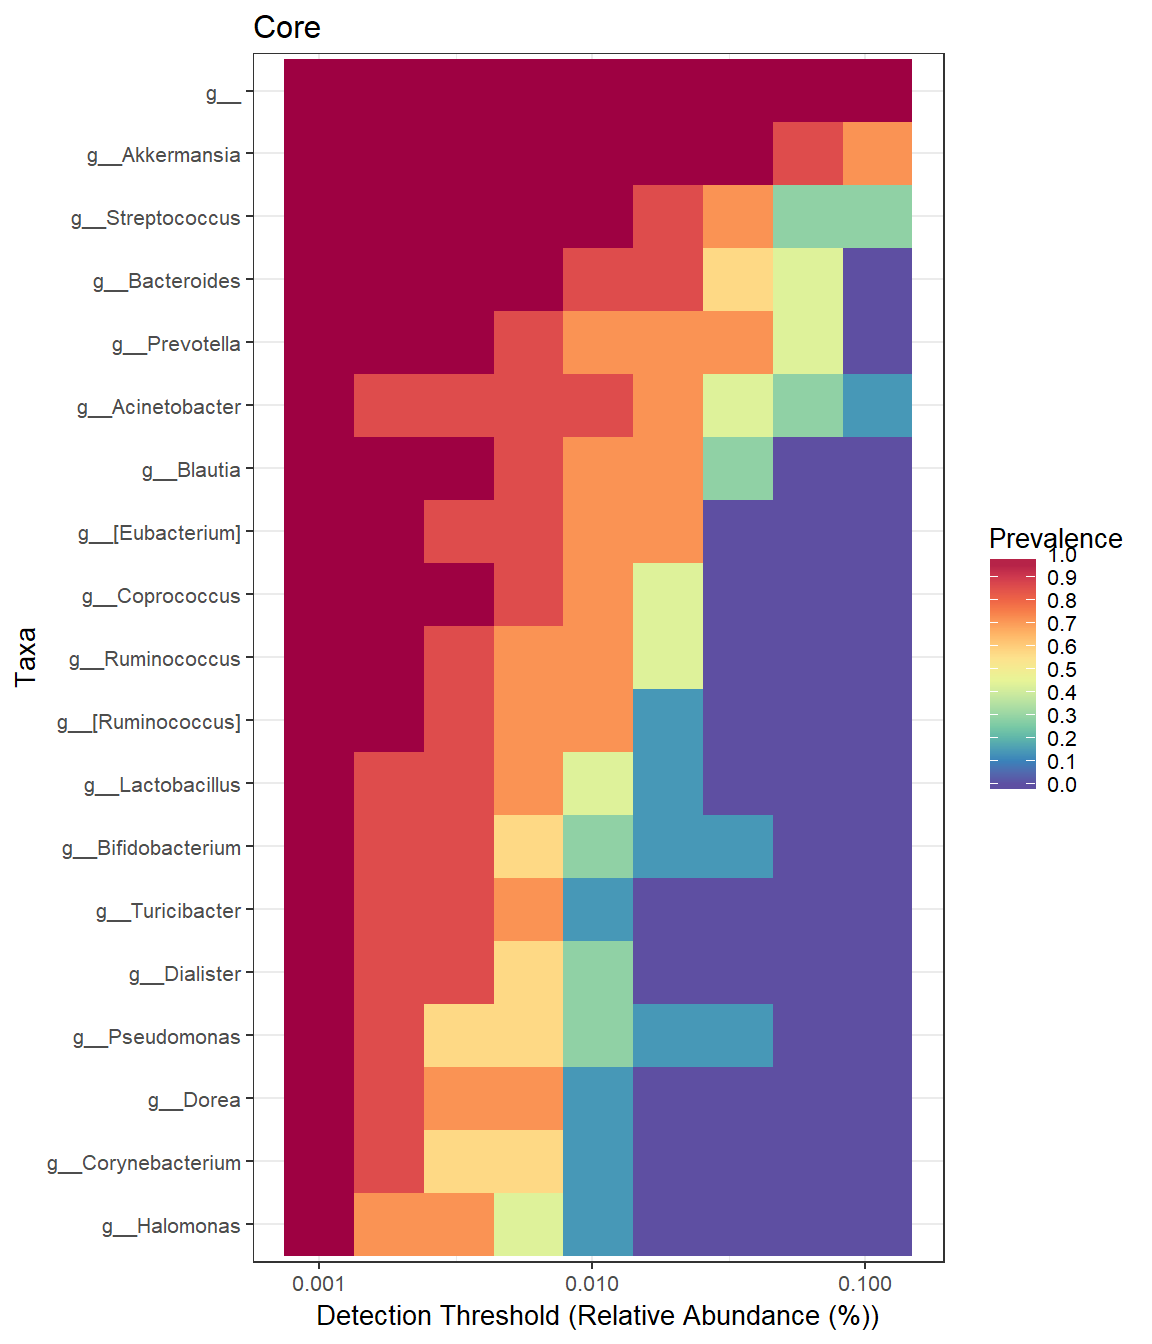 Core
g__
g__Akkermansia
g__Streptococcus
g__Bacteroides
g__Prevotella
g__Acinetobacter
g__Blautia
g__[Eubacterium]
g__Coprococcus
g__Ruminococcus
g__[Ruminococcus]
g__Lactobacillus
g__Bifidobacterium
g__Turicibacter
g__Dialister
g__Pseudomonas
g__Dorea
g__Corynebacterium
g__Halomonas
Taxa
0.001 0.010 0.100
Detection Threshold (Relative Abundance (%))
Prevalence
1.0
0.9
0.8
0.7
0.6
0.5
0.4
0.3
0.2
0.1
0.0